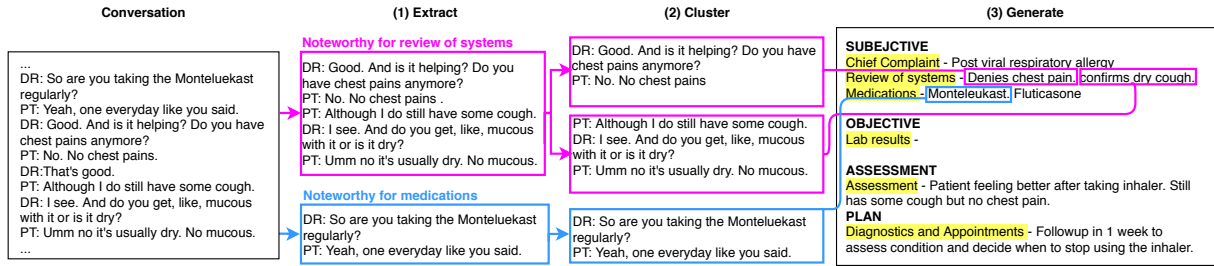 Conversation
(1) Extract
(2) Cluster
(3) Generate
...
DR: So are you taking the Monteluekast
regularly?
PT: Yeah, one everyday like you said.
DR: Good. And is it helping? Do you have
chest pains anymore?
PT: No. No chest pains.
DR:That's good.
PT: Although I do still have some cough.
DR: I see. And do you get, like, mucous
with it or is it dry?
PT: Umm no it's usually dry. No mucous.
...
Noteworthy for review of systems
DR: Good. And is it helping? Do you
have chest pains anymore?
PT: No. No chest pains .
PT: Although I do still have some cough.
DR: I see. And do you get, like, mucous
with it or is it dry?
PT: Umm no it's usually dry. No mucous.
Noteworthy for medications
DR: So are you taking the Monteluekast
regularly?
PT: Yeah, one everyday like you said.
DR: Good. And is it helping? Do you have
chest pains anymore?
PT: No. No chest pains
PT: Although I do still have some cough.
DR: I see. And do you get, like, mucous
with it or is it dry?
PT: Umm no it's usually dry. No mucous.
DR: So are you taking the Monteluekast
regularly?
PT: Yeah, one everyday like you said.
SUBEJCTIVE
Chief Complaint - Post viral respiratory allergy
Review of systems - Denies chest pain. confirms dry cough.
Medications - Monteleukast. Fluticasone
OBJECTIVE
Lab results -
ASSESSMENT
Assessment - Patient feeling better after taking inhaler. Still
has some cough but no chest pain.
PLAN
Diagnostics and Appointments - Followup in 1 week to
assess condition and decide when to stop using the inhaler.